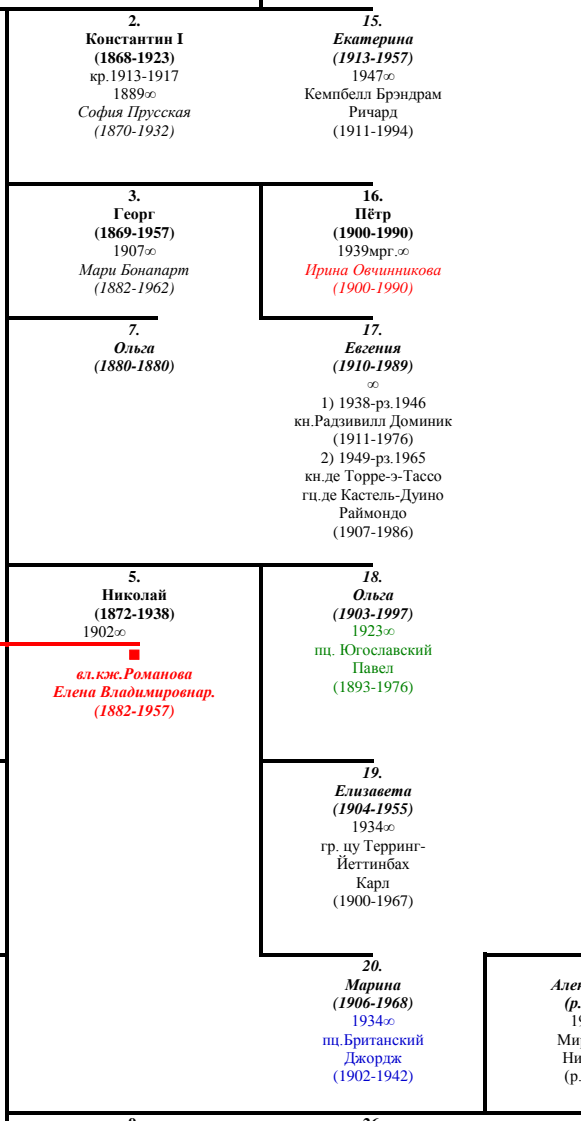 2.
Константин I
(1868-1923)
кр.1913-1917
1889∞
София Прусская
(1870-1932)
15.
Екатерина
(1913-1957)
1947∞
Кемпбелл Брэндрам
Ричард
(1911-1994)
3.
Георг
(1869-1957)
1907∞
Мари Бонапарт
(1882-1962)
16.
Пётр
(1900-1990)
1939мрг.∞
Ирина Овчинникова
(1900-1990)
7.
Ольга
(1880-1880)
17.
Евгения
(1910-1989)
∞
1) 1938-рз.1946
кн.Радзивилл Доминик
(1911-1976)
2) 1949-рз.1965
кн.де Торре-э-Тассо
гц.де Кастель-Дуино
Раймондо
(1907-1986)
5.
Николай
(1872-1938)
1902∞
вл.кж.Романова
Елена Владимировнар.
(1882-1957)
18.
Ольга
(1903-1997)
1923∞
пц. Югославский
Павел
(1893-1976)
19.
Елизавета
(1904-1955)
1934∞
гр. цу Терринг-
Йеттинбах
Карл
(1900-1967)
20.
Марина
(1906-1968)
1934∞
пц.Британский
Джордж
(1902-1942)